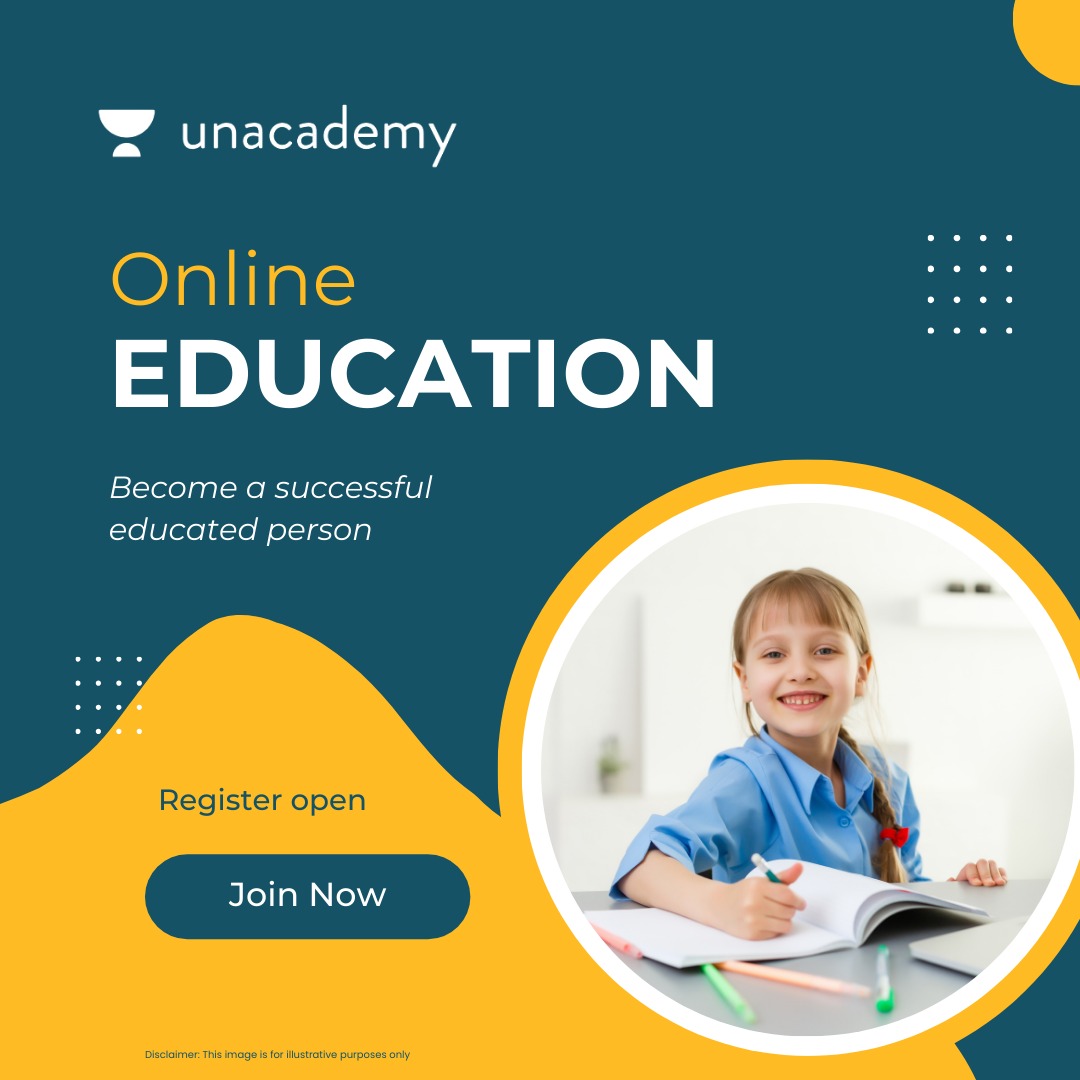 unacademy
Online
EDUCATION
Become a successful
educated person
Register open
Join Now
Disclaimer: This image is for illustrative purposes only